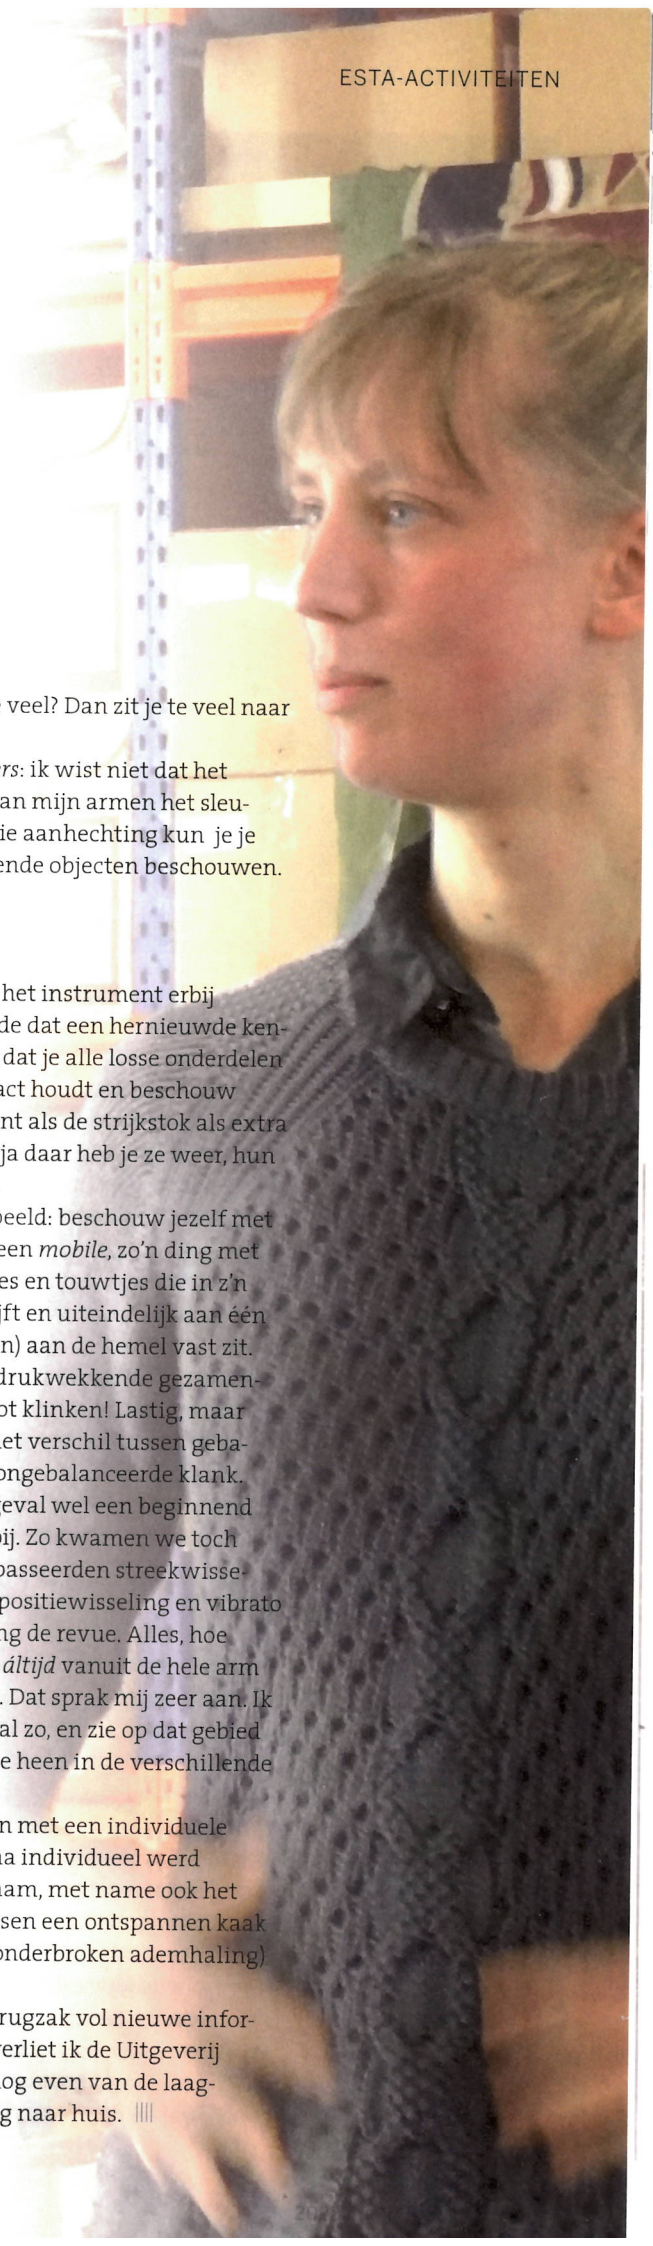 ESTA-ACTIVITEITEN
veel? Dan zit je te veel naar
rs: ik wist niet dat het
an mijn armen het sleu-
ie aanhechting kun je je
ende objecten beschouwen.
het instrument erbij
de dat een hernieuwde ken-
dat je alle losse onderdelen
act houdt en beschouw
nt als de strijkstok als extra
ja daar heb je ze weer, hun
eeld: beschouw jezelf met
een mobile, zo'n ding met
es en touwtjes die in z'n
jft en uiteindelijk aan één
n) aan de hemel vast zit.
drukwekkende gezamen-
ot klinken! Lastig, maar
et verschil tussen geba-
ongebalanceerde klank.
geval wel een beginnend
ij. Zo kwamen we toch
passeerden streekwisse-
positiewisseling en vibrato
ng de revue. Alles, hoe
áltijd vanuit de hele arm
. Dat sprak mij zeer aan. Ik
al zo, en zie op dat gebied
e heen in de verschillende
n met een individuele
na individueel werd
aam, met name ook het
sen een ontspannen kaak
onderbroken ademhaling)
rugzak vol nieuwe infor-
verliet ik de Uitgeverij
og even van de laag-
g naar huis.